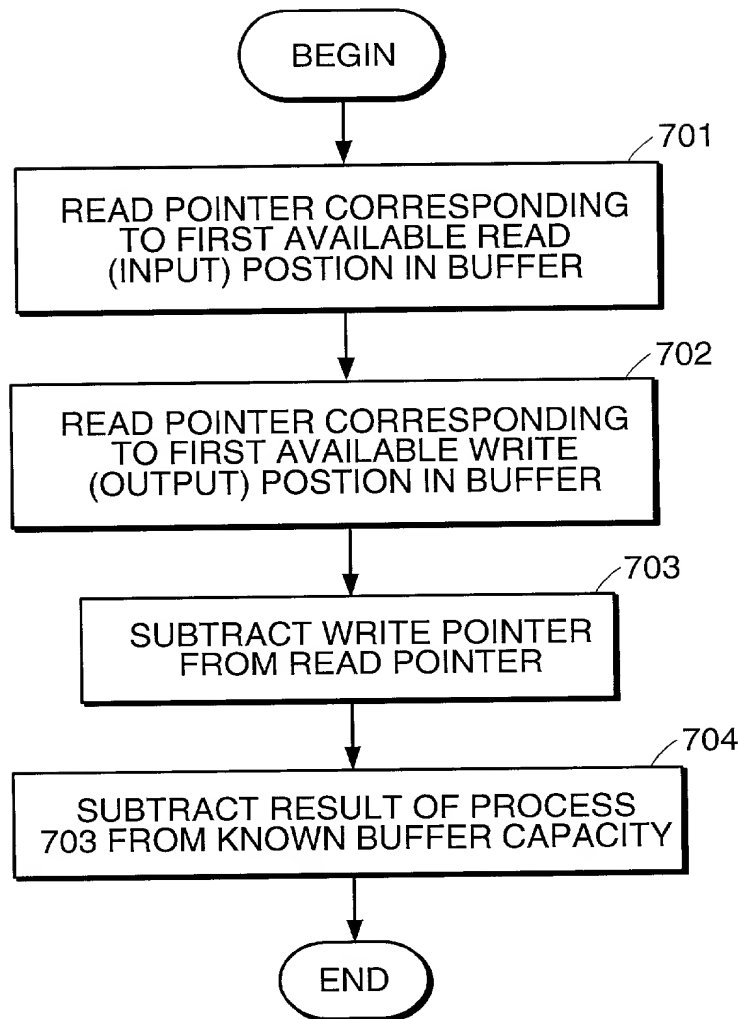 BEGIN
701
READ POINTER CORRESPONDING
TO FIRST AVAILABLE READ
(INPUT) POSTION IN BUFFER
702
READ POINTER CORRESPONDING
TO FIRST AVAILABLE WRITE
(OUTPUT) POSTION IN BUFFER
703
SUBTRACT WRITE POINTER
FROM READ POINTER
704
SUBTRACT RESULT OF PROCESS
703 FROM KNOWN BUFFER CAPACITY
END